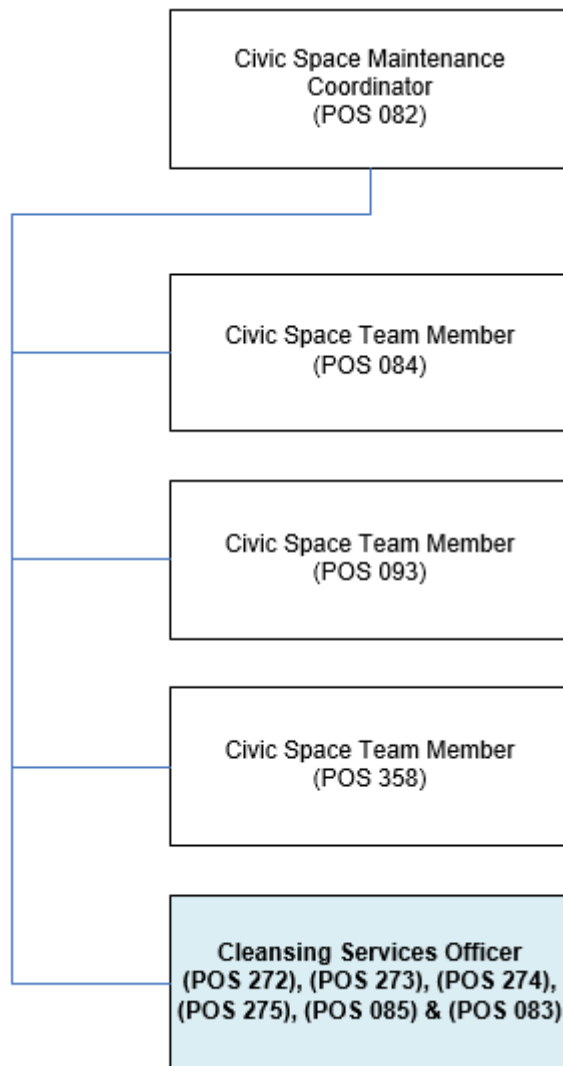 Civic Space Maintenance
Coordinator
(POS 082)
Civic Space Team Member
(POS 084)
Civic Space Team Member
(POS 093)
Civic Space Team Member
(POS 358)
Cleansing Services Officer
(POS 272), (POS 273), (POS 274),
(POS 275), (POS 085) & (POS 083)